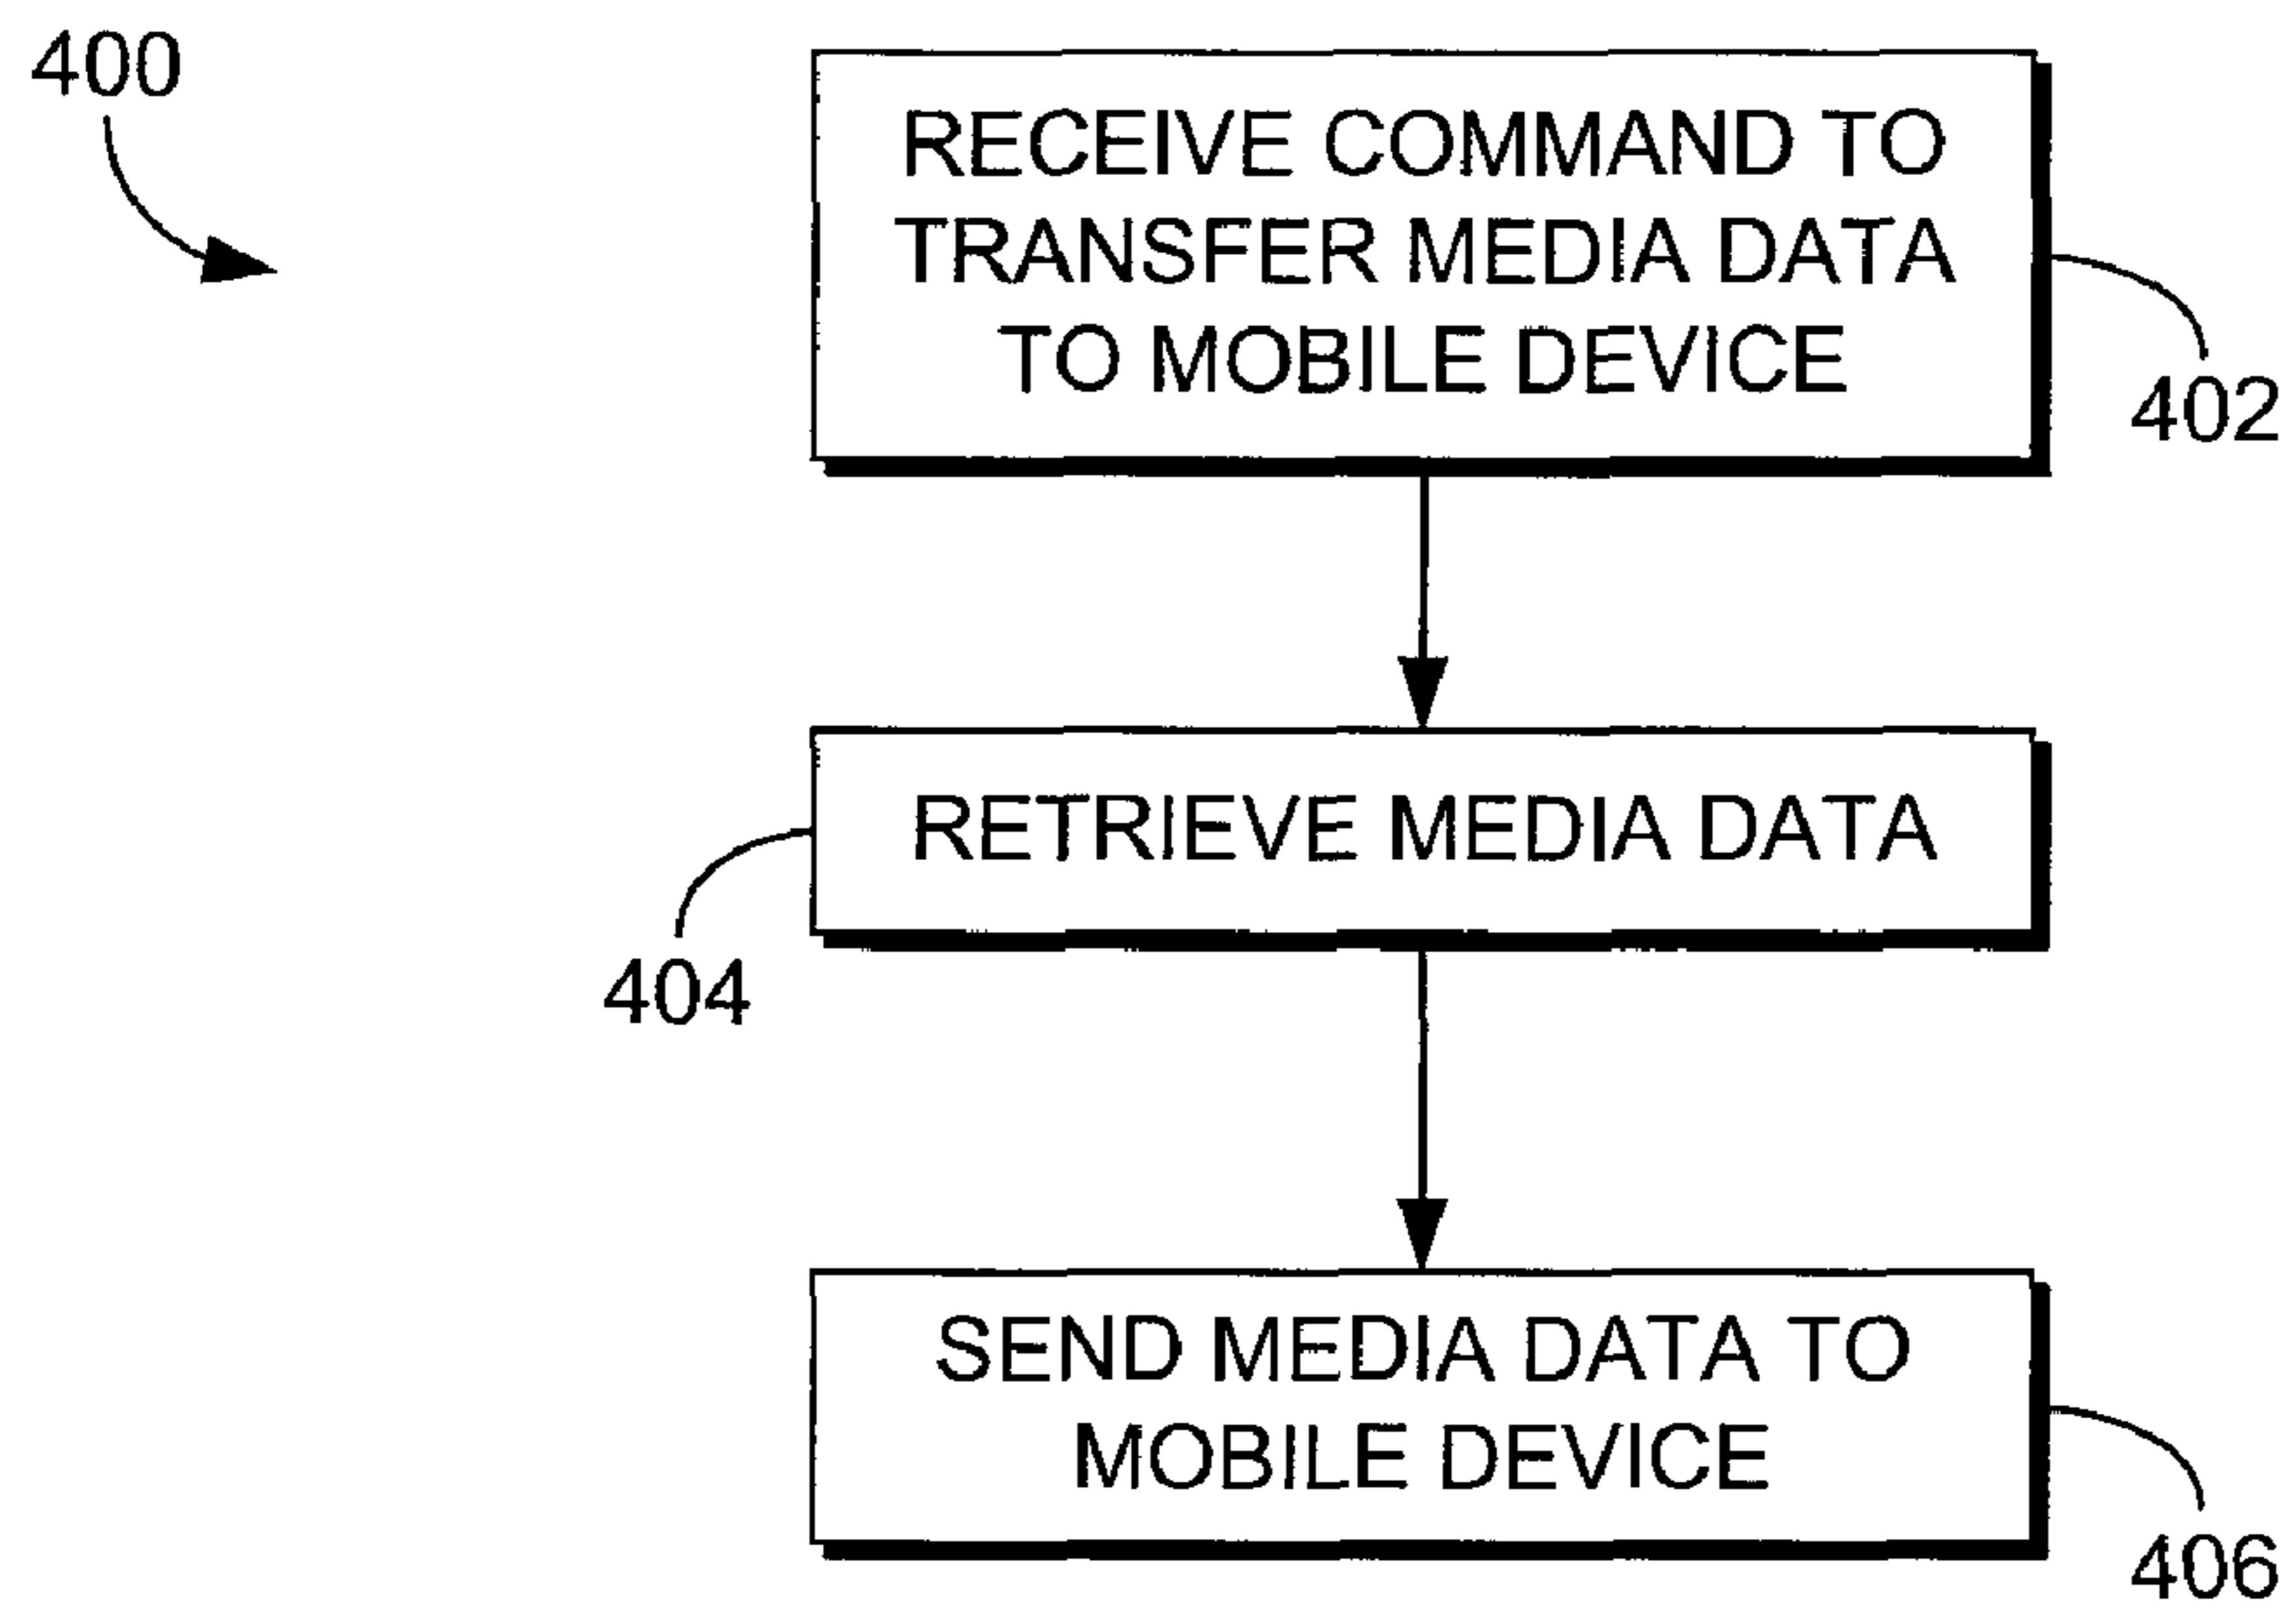 400
RECEIVE COMMAND TO
TRANSFER MEDIA DATA
TO MOBILE DEVICE
402
RETRIEVE MEDIA DATA
404
SEND MEDIA DATA TO
MOBILE DEVICE
406